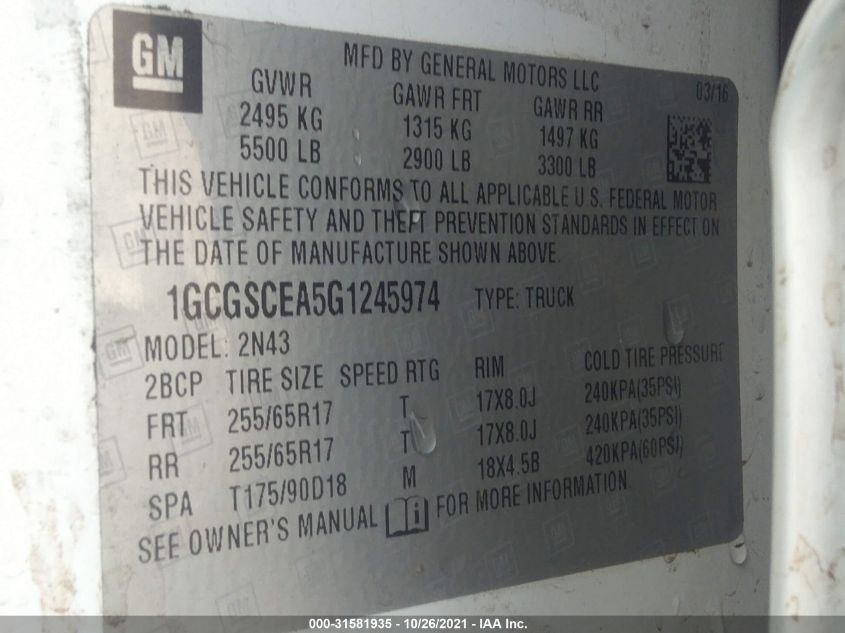 GM
MFD BY GENERAL MOTORS LLC
03/16
GVWR GAWR FRT GAWR RR
2495 KG 1315 KG 1497 KG
5500 LB 2900 LB 3300 LB
THIS VEHICLE CONFORMS TO ALL APPLICABLE U.S. FEDERAL MOTOR
VEHICLE SAFETY AND THEFT PREVENTION STANDARDS IN EFFECT ON
THE DATE OF MANUFACTURE SHOWN ABOVE.
1GCGSCEA5G1245974 TYPE: TRUCK
MODEL: 2N43
2BCP TIRE SIZE SPEED RTG RIM COLD TIRE PRESSURE
FRT 255/65R17 T 17X8.0J 240KPA(35PSI)
RR 255/65R17 T 17X8.0J 240KPA(35PSI)
SPA T175/90D18 M 18X4.5B 420KPA(60PSI)
SEE OWNER'S MANUAL FOR MORE INFORMATION
000-31581935 - 10/26/2021 - IAA Inc.